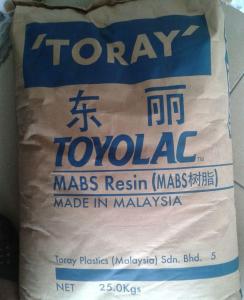 'TORAY'
东丽
TOYOLAC™
MABS Resin (MABS树脂)
MADE IN MALAYSIA
Toray Plastics (Malaysia) Sdn. Bhd. 5
NET 25.0Kgs